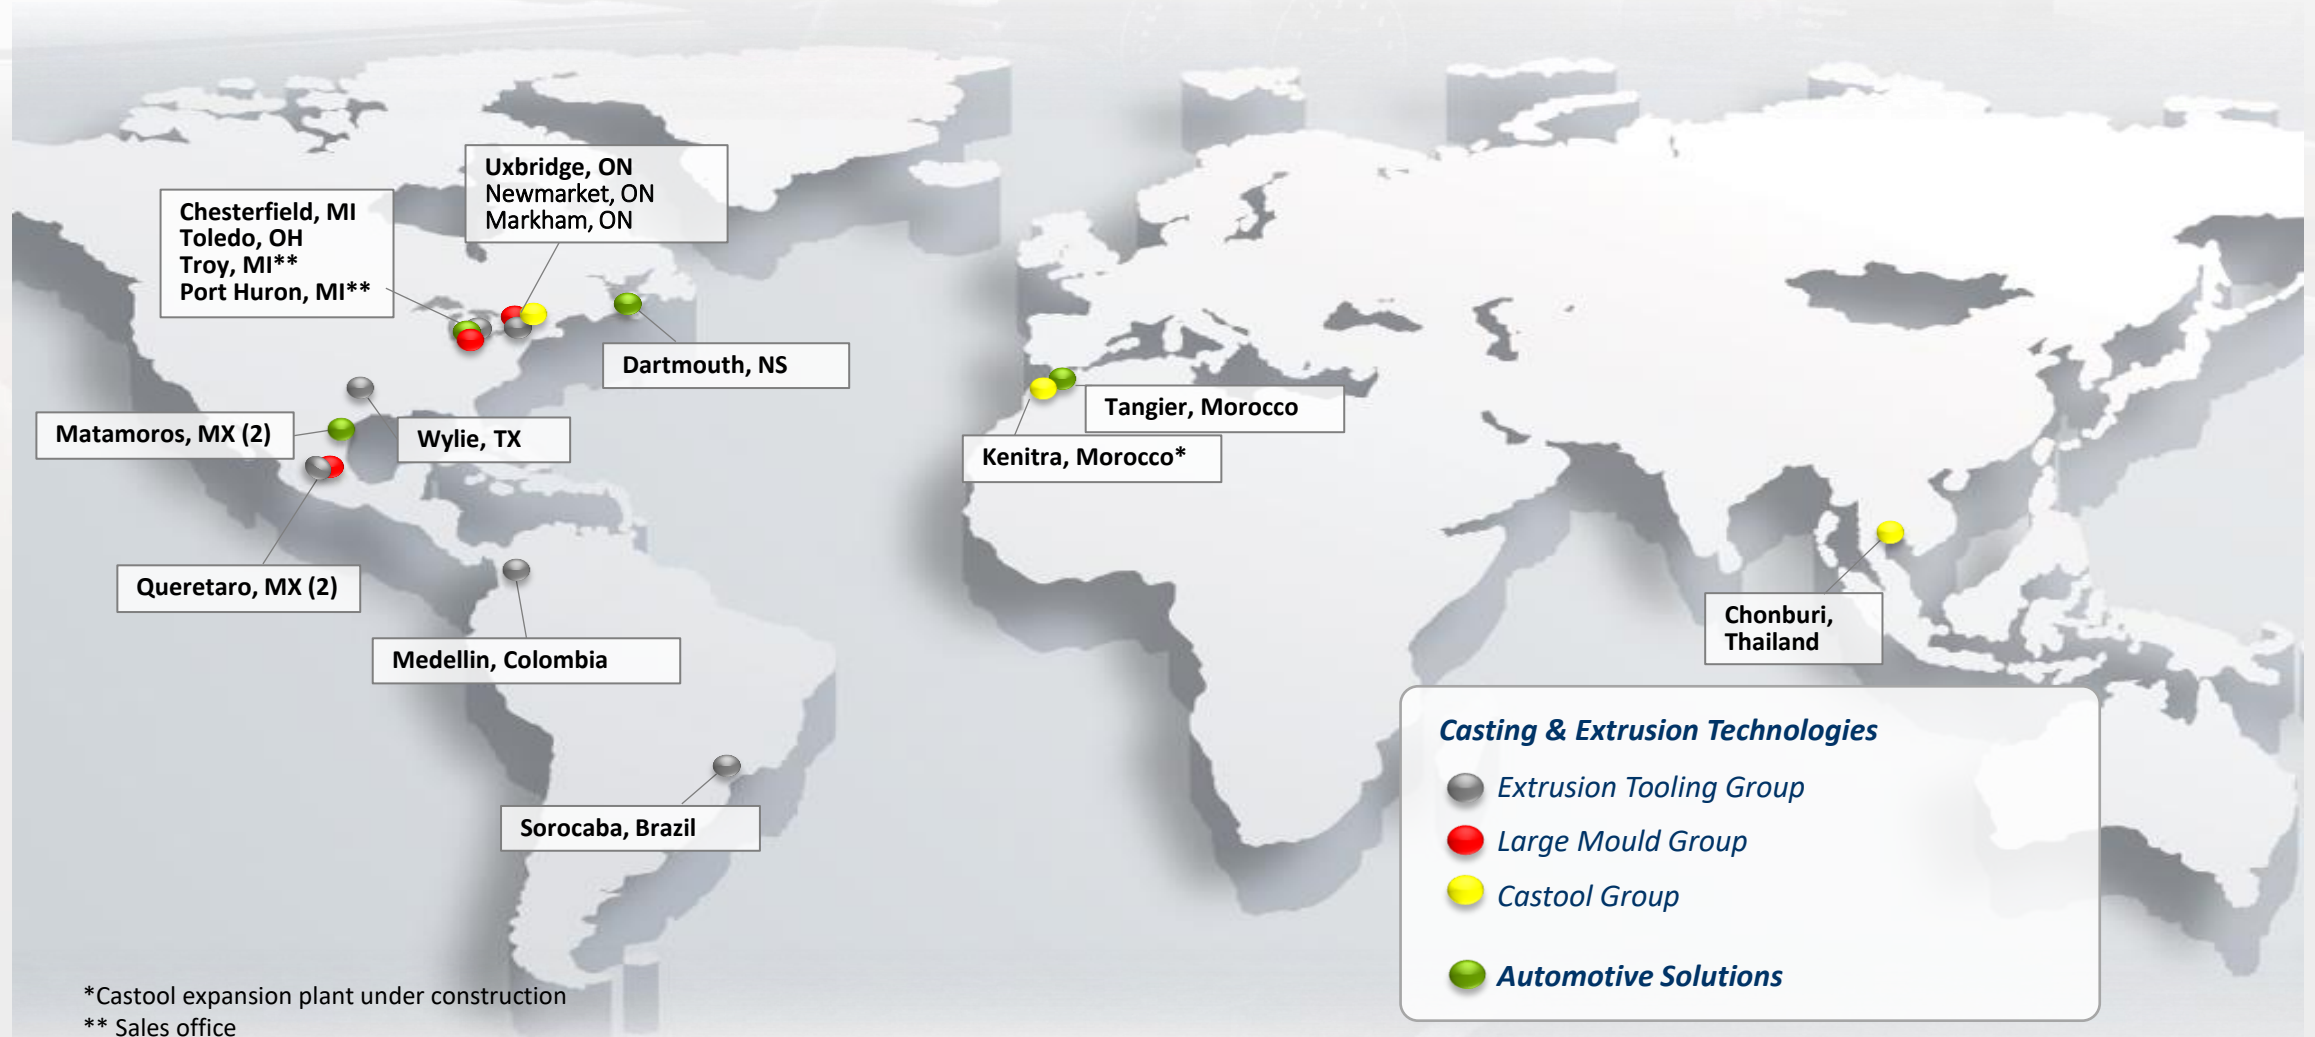 Uxbridge, ON
Newmarket, ON
Markham, ON
Chesterfield, MI
Toledo, OH
Troy, MI**
Port Huron, MI**
Dartmouth, NS
Matamoros, MX (2)
Wylie, TX
Tangier, Morocco
Kenitra, Morocco*
Queretaro, MX (2)
Medellin, Colombia
Chonburi,
Thailand
Sorocaba, Brazil
Casting & Extrusion Technologies
Extrusion Tooling Group
Large Mould Group
Castool Group
Automotive Solutions
*Castool expansion plant under construction
** Sales office